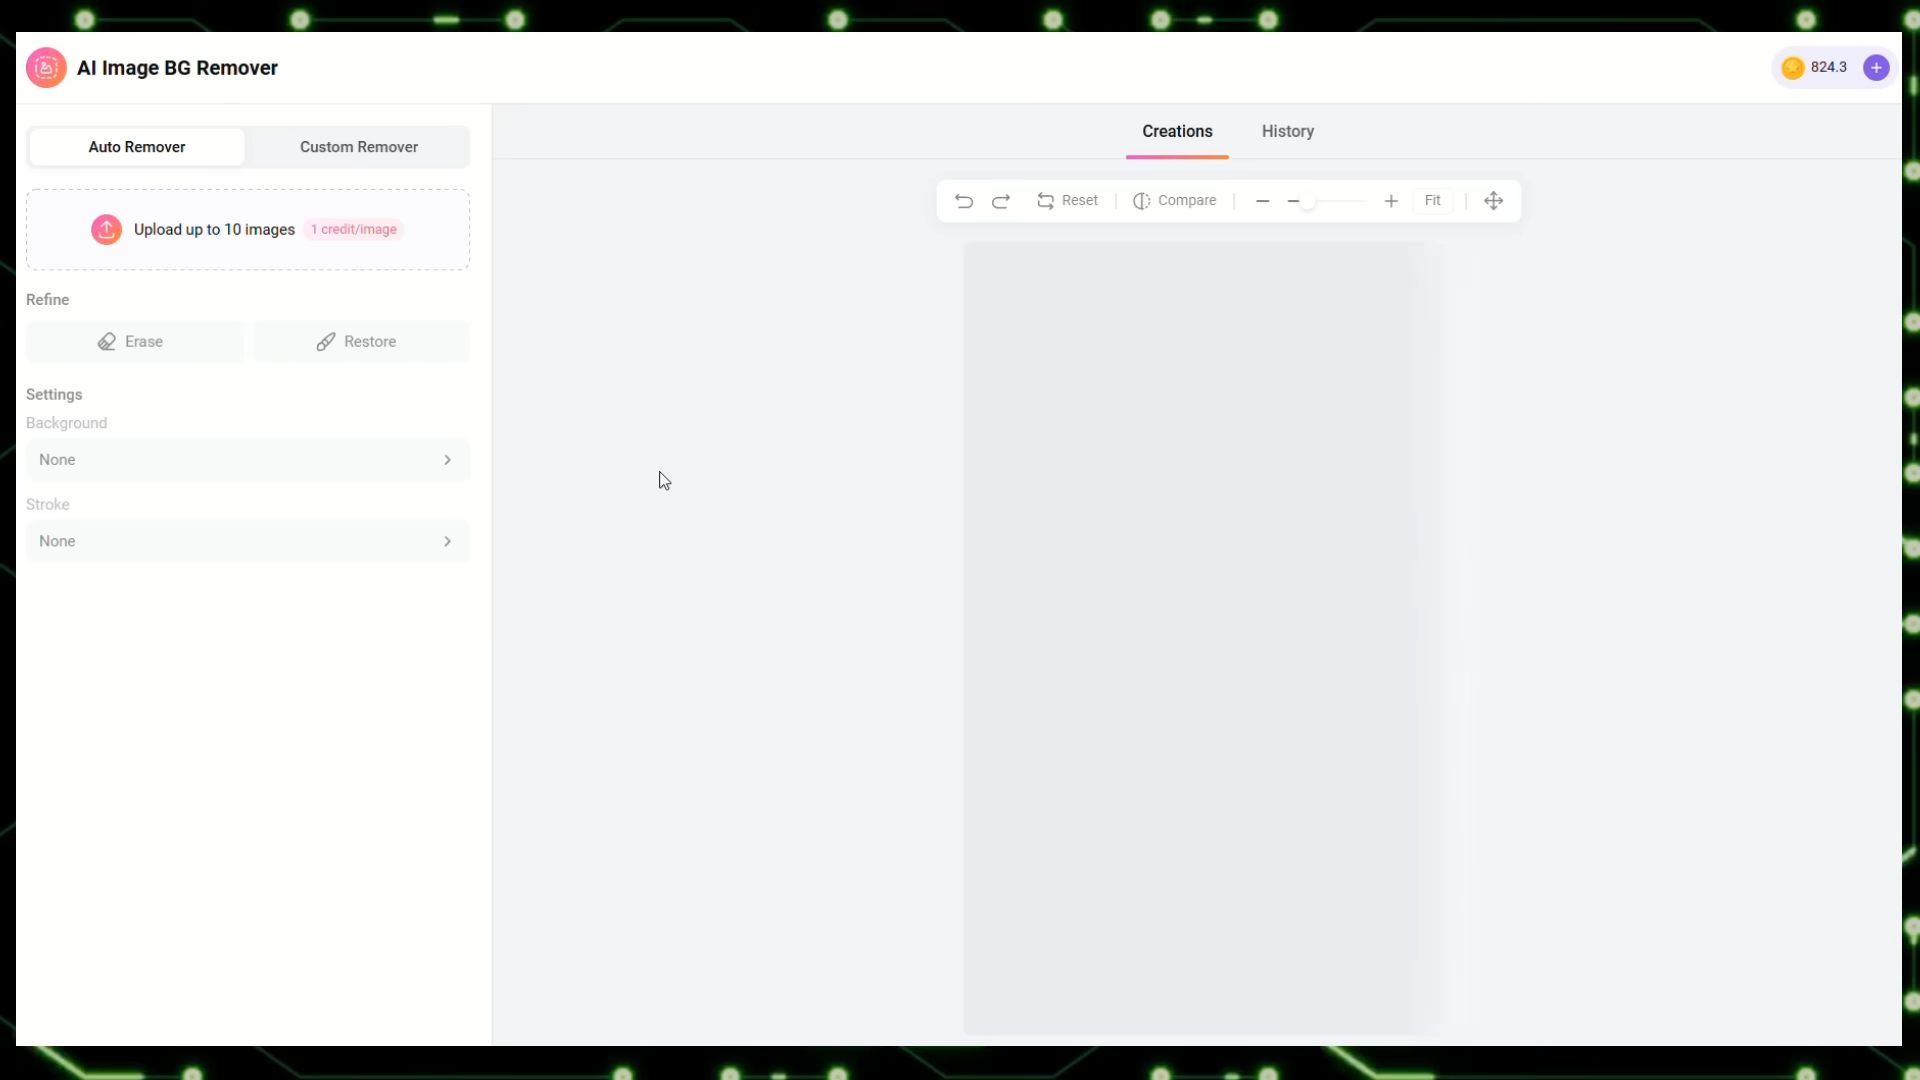 AI Image BG Remover
824.3
Auto Remover
Custom Remover
Creations
History
Upload up to 10 images
1 credit/image
Reset
Compare
Fit
Refine
Erase
Restore
Settings
Background
None
Stroke
None